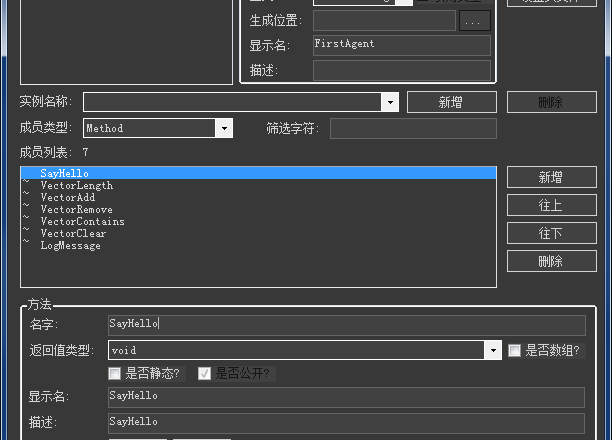 生成位置: ...
显示名: FirstAgent
描述:
实例名称: 新增 删除
成员类型: Method 筛选字符:
成员列表: 7
SayHello
~ VectorLength 新增
~ VectorAdd
~ VectorRemove 往上
~ VectorContains
~ VectorClear 往下
~ LogMessage
删除
方法
名字: SayHello
返回值类型: void 是否数组?
是否静态? 是否公开?
显示名: SayHello
描述: SayHello